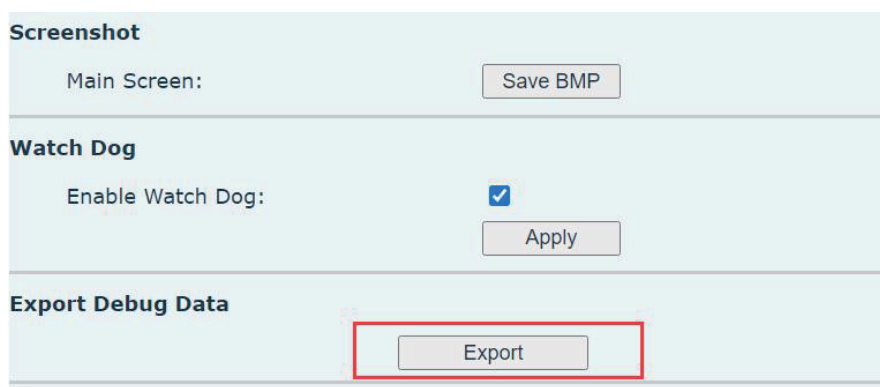 Screenshot
Main Screen: Save BMP
Watch Dog
Enable Watch Dog:
Apply
Export Debug Data
Export